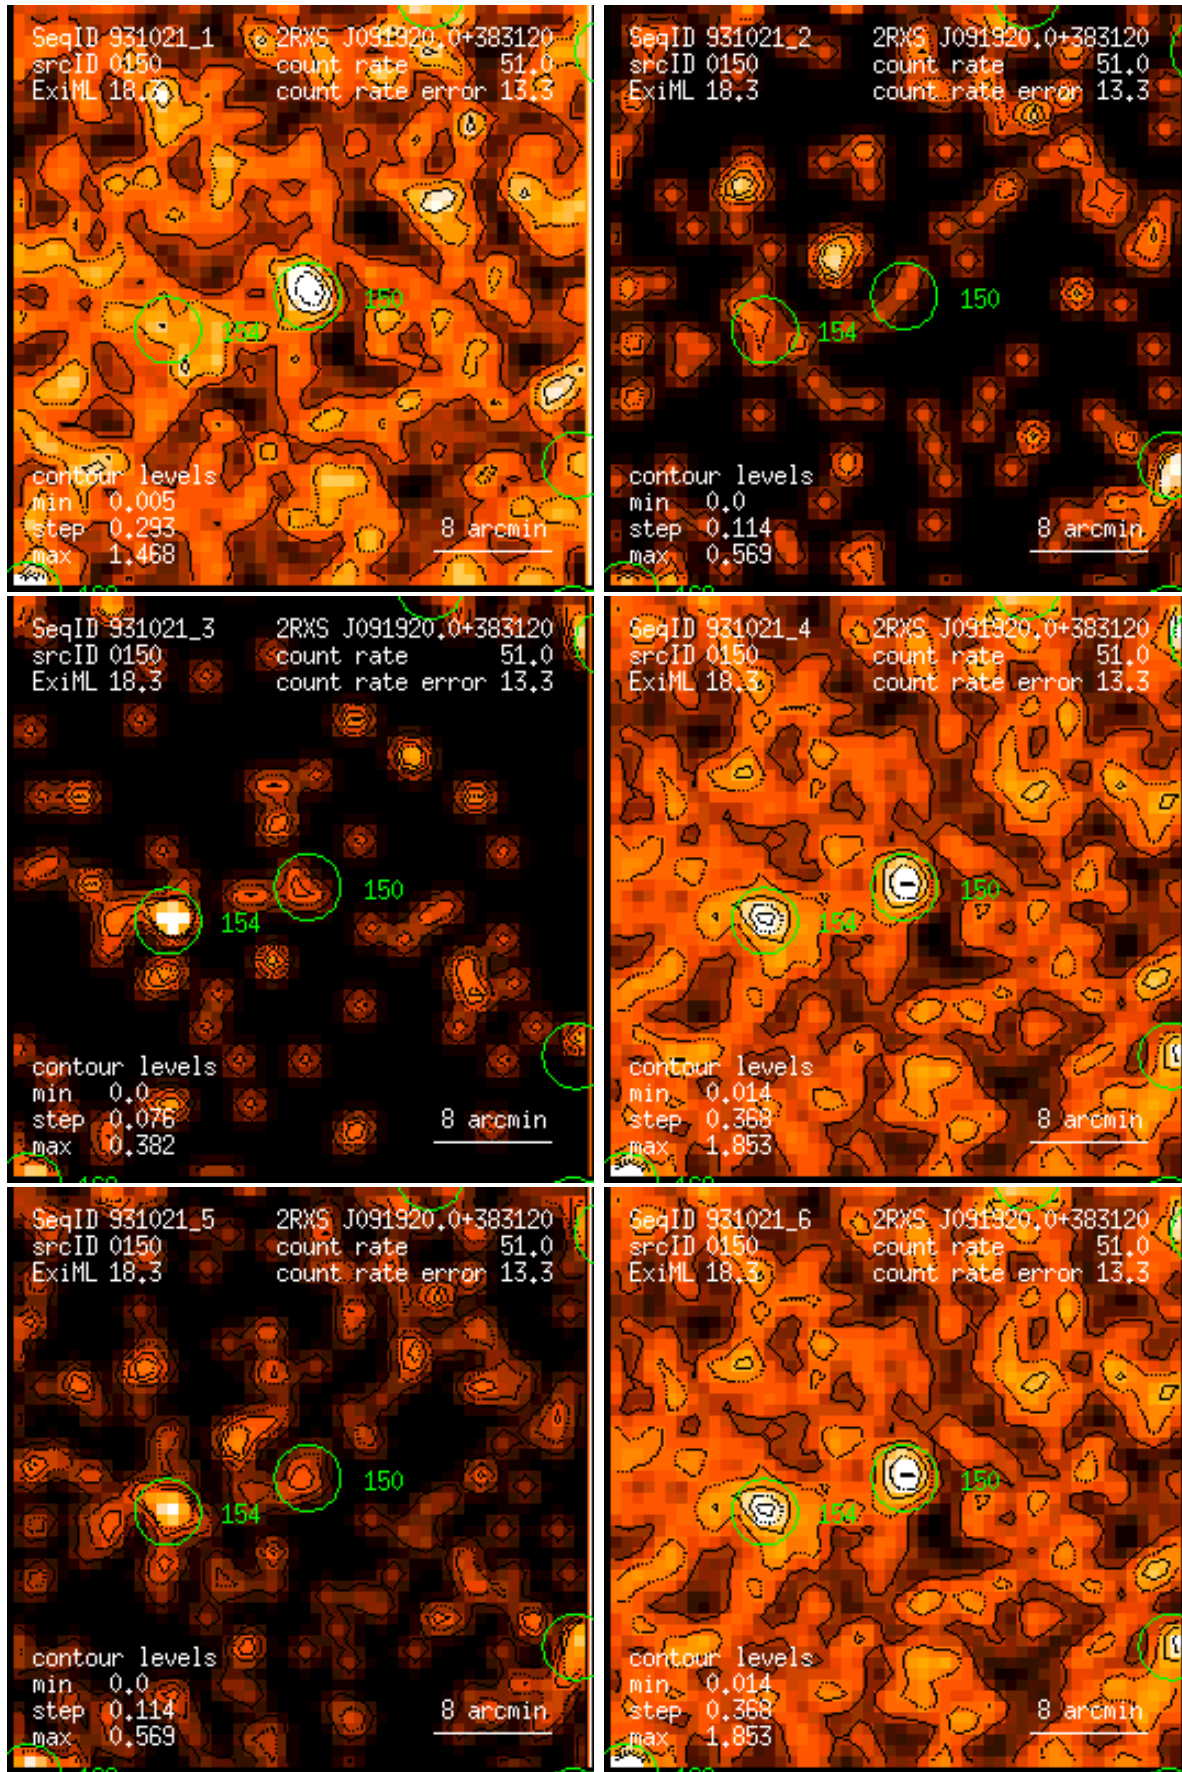 SeqID 931021_1 2RXS J091920.0+383120
srcID 0150 count rate 51.0
ExiML 18.3 count rate error 13.3
150
154
contour levels
min 0.005
step 0.293
max 1.468
8 arcmin
SeqID 931021_2 2RXS J091920.0+383120
srcID 0150 count rate 51.0
ExiML 18.3 count rate error 13.3
150
154
contour levels
min 0.0
step 0.114
max 0.569
8 arcmin
SeqID 931021_3 2RXS J091920.0+383120
srcID 0150 count rate 51.0
ExiML 18.3 count rate error 13.3
150
154
contour levels
min 0.0
step 0.076
max 0.382
8 arcmin
SeqID 931021_4 2RXS J091920.0+383120
srcID 0150 count rate 51.0
ExiML 18.3 count rate error 13.3
150
154
contour levels
min 0.014
step 0.368
max 1.853
8 arcmin
SeqID 931021_5 2RXS J091920.0+383120
srcID 0150 count rate 51.0
ExiML 18.3 count rate error 13.3
150
154
contour levels
min 0.0
step 0.114
max 0.569
8 arcmin
SeqID 931021_6 2RXS J091920.0+383120
srcID 0150 count rate 51.0
ExiML 18.3 count rate error 13.3
150
154
contour levels
min 0.014
step 0.368
max 1.853
8 arcmin